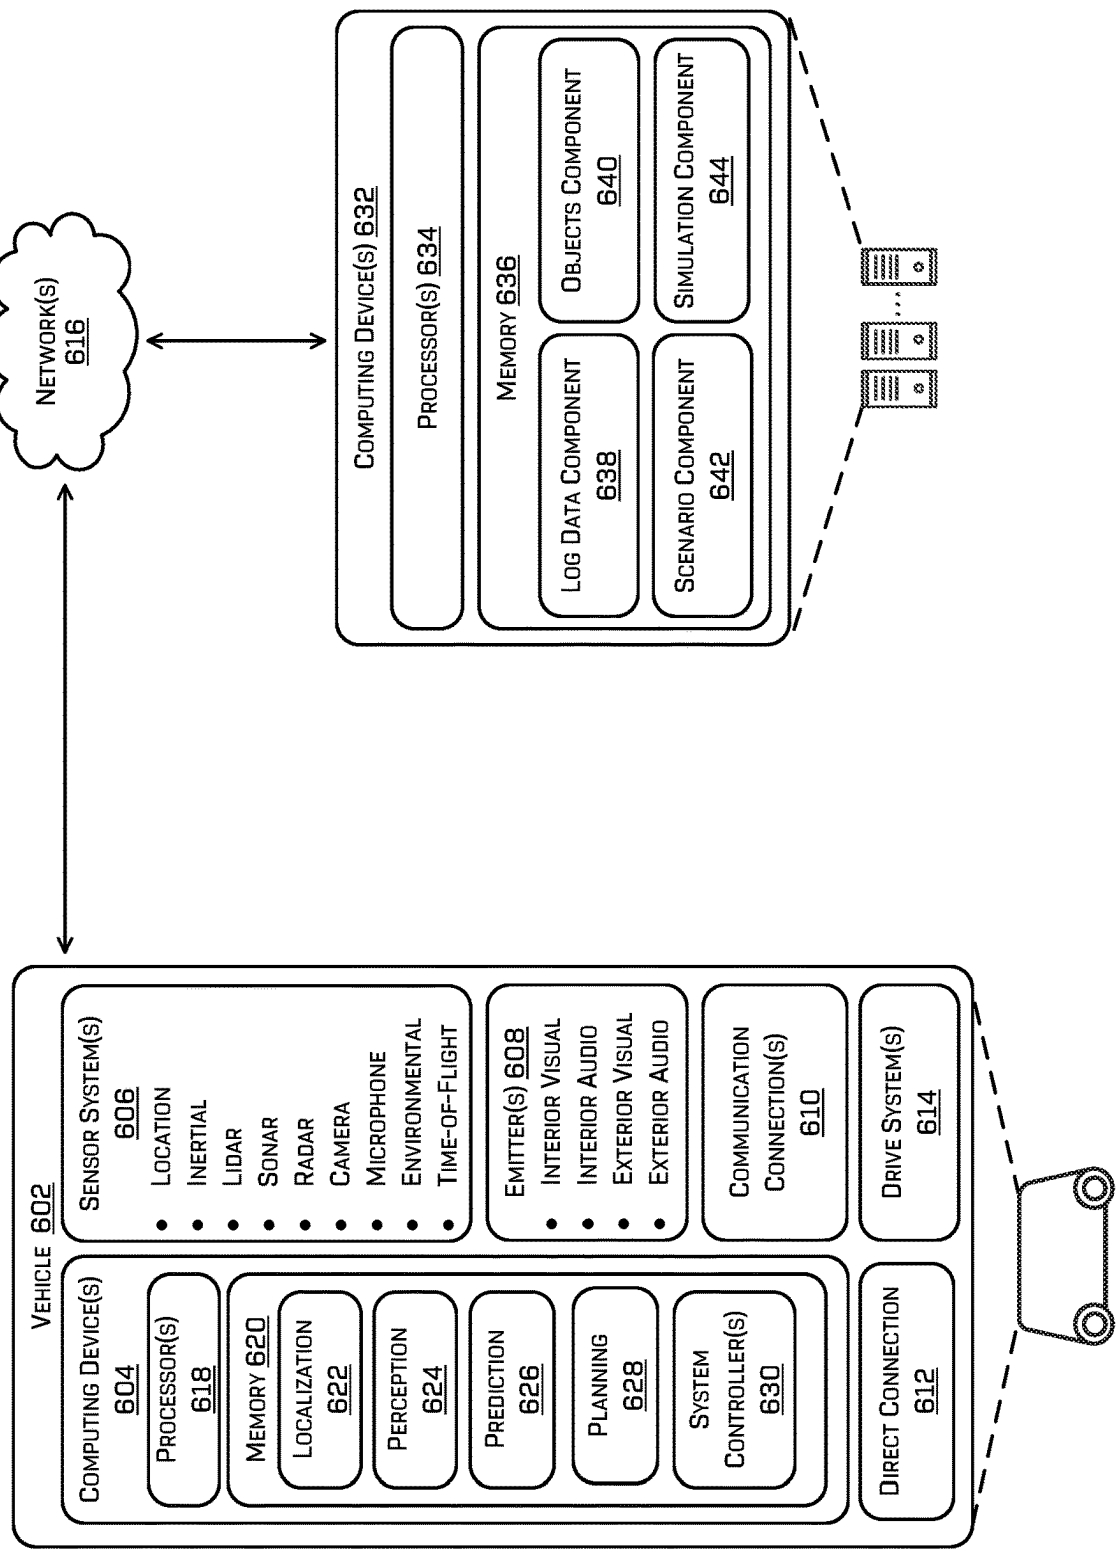 VEHICLE 602
COMPUTING DEVICE(S)
604
PROCESSOR(S)
618
MEMORY 620
LOCALIZATION
622
PERCEPTION
624
PREDICTION
626
PLANNING
628
SYSTEM
CONTROLLER(S)
630
DIRECT CONNECTION
612
SENSOR SYSTEM(S)
606
• LOCATION
• INERTIAL
• LIDAR
• SONAR
• RADAR
• CAMERA
• MICROPHONE
• ENVIRONMENTAL
• TIME-OF-FLIGHT
EMITTER(S) 608
• INTERIOR VISUAL
• INTERIOR AUDIO
• EXTERIOR VISUAL
• EXTERIOR AUDIO
COMMUNICATION
CONNECTION(S)
610
DRIVE SYSTEM(S)
614
NETWORK(S)
616
COMPUTING DEVICE(S) 632
PROCESSOR(S) 634
MEMORY 636
LOG DATA COMPONENT
638
OBJECTS COMPONENT
640
SCENARIO COMPONENT
642
SIMULATION COMPONENT
644